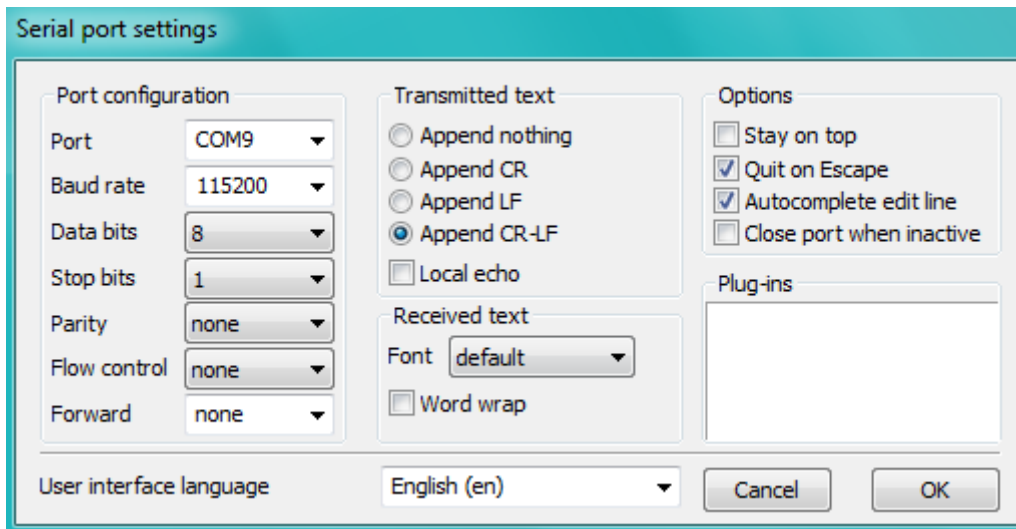 Serial port settings
Port configuration
Port COM9
Baud rate 115200
Data bits 8
Stop bits 1
Parity none
Flow control none
Forward none
Transmitted text
Append nothing
Append CR
Append LF
Append CR-LF
Local echo
Received text
Font default
Word wrap
Options
Stay on top
Quit on Escape
Autocomplete edit line
Close port when inactive
Plug-ins
User interface language English (en)
Cancel OK